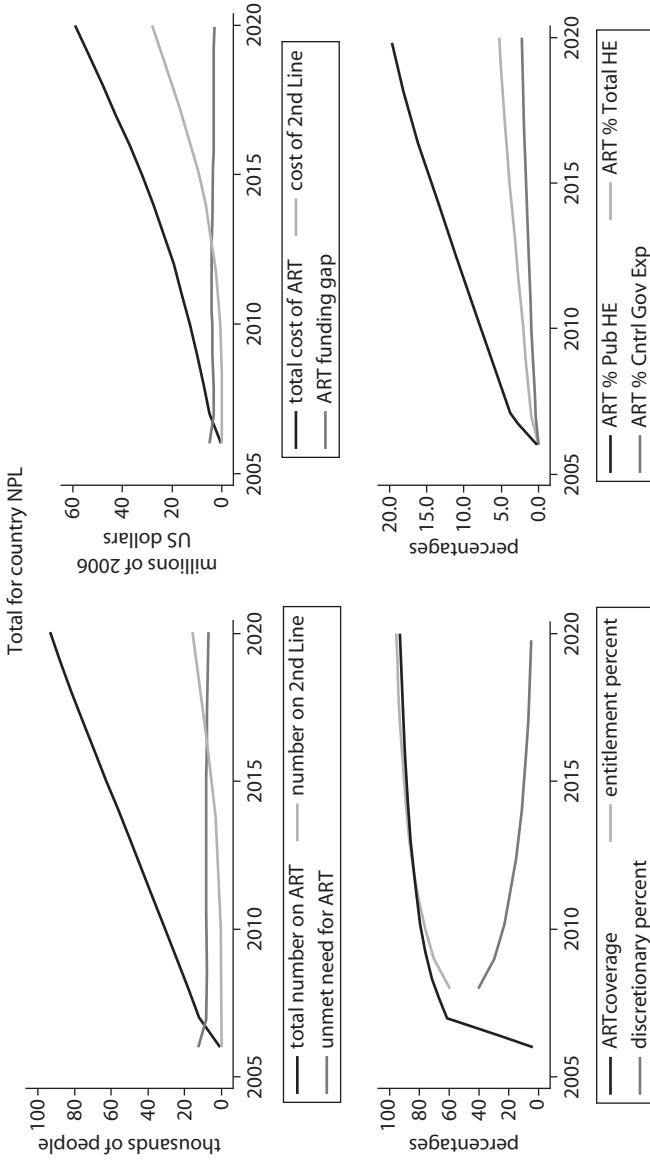 Total for country NPL
thousands of people
100
80
60
40
20
0
2005
2010
2015
2020
total number on ART
number on 2nd Line
unmet need for ART
millions of 2006
US dollars
60
40
20
0
2005
2010
2015
2020
total cost of ART
cost of 2nd Line
ART funding gap
percentages
100
80
60
40
20
0
2005
2010
2015
2020
ART coverage
entitlement percent
discretionary percent
percentages
20.0
15.0
10.0
5.0
0.0
2005
2010
2015
2020
ART % Pub HE
ART % Total HE
ART % Cntrl Gov Exp